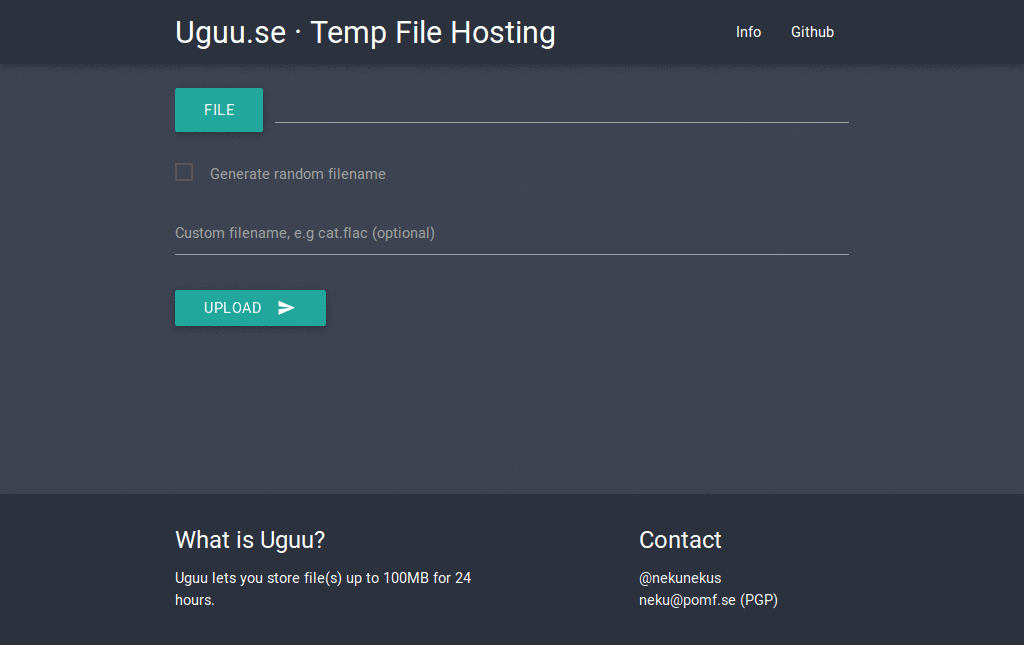 Uguu.se · Temp File Hosting
Info
Github
FILE
Generate random filename
Custom filename, e.g cat.flac (optional)
UPLOAD
What is Uguu?
Uguu lets you store file(s) up to 100MB for 24
hours.
Contact
@nekunekus
neku@pomf.se (PGP)